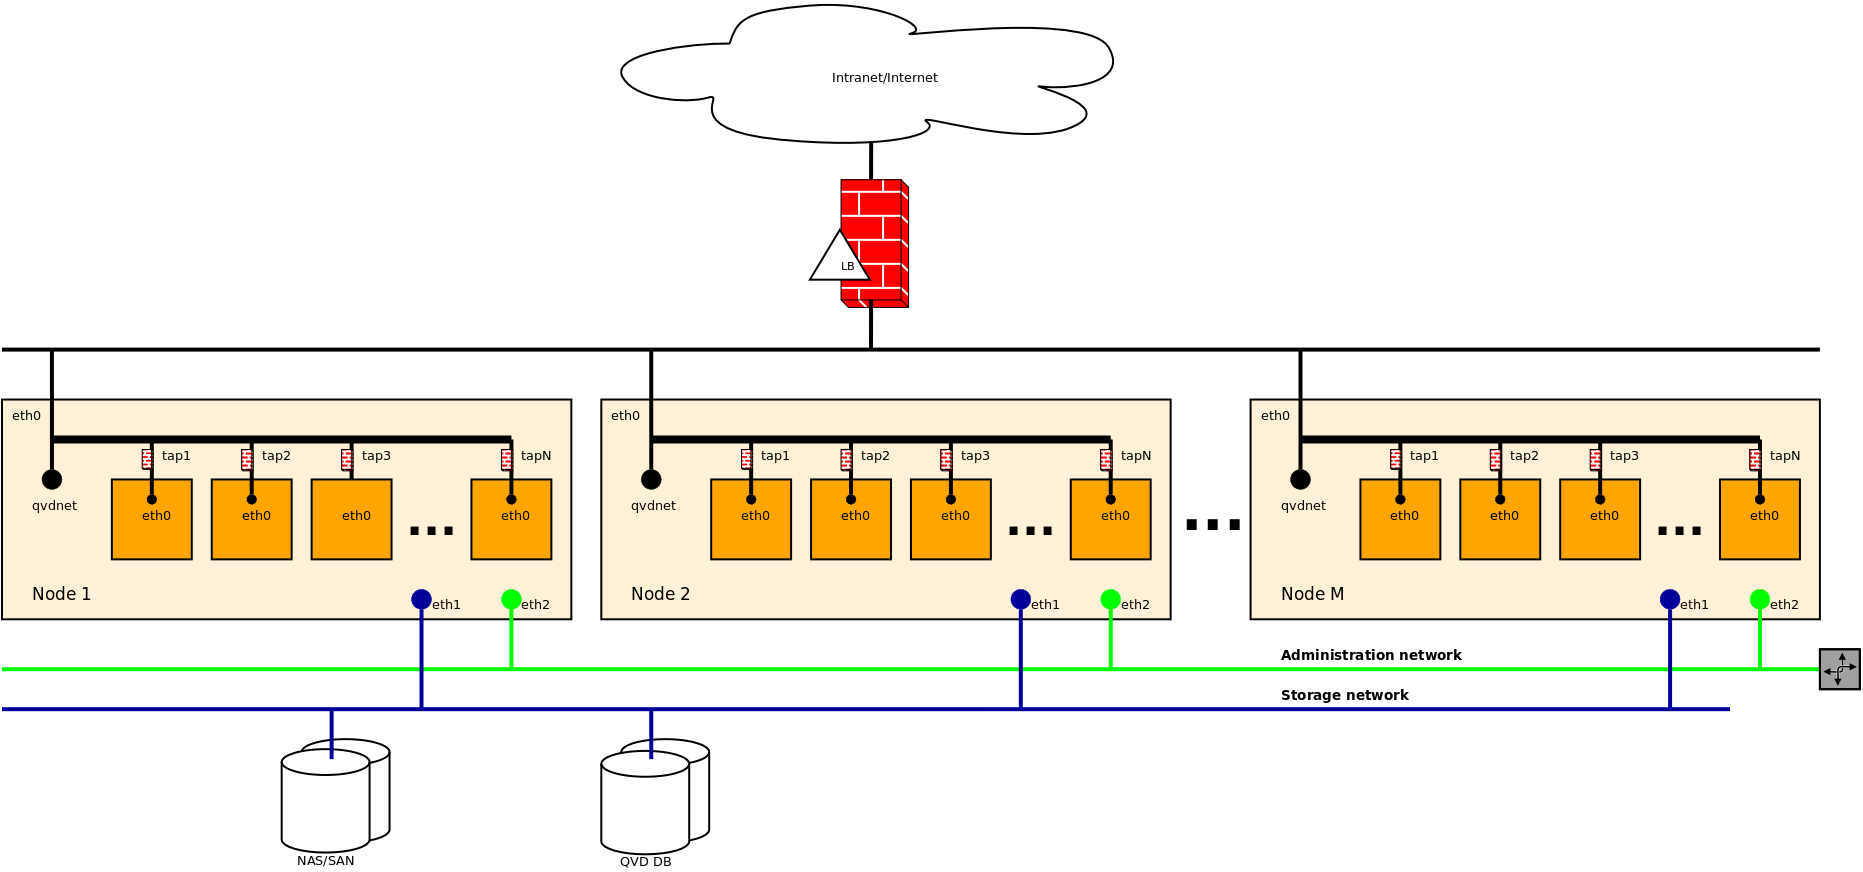 Intranet/Internet
LB
eth0
tap1 tap2 tap3 tapN
qvdnet
eth0 eth0 eth0 ... eth0
Node 1
eth1 eth2
eth0
tap1 tap2 tap3 tapN
qvdnet
eth0 eth0 eth0 ... eth0
Node 2
eth1 eth2
...
eth0
tap1 tap2 tap3 tapN
qvdnet
eth0 eth0 eth0 ... eth0
Node M
eth1 eth2
Administration network
Storage network
NAS/SAN
QVD DB